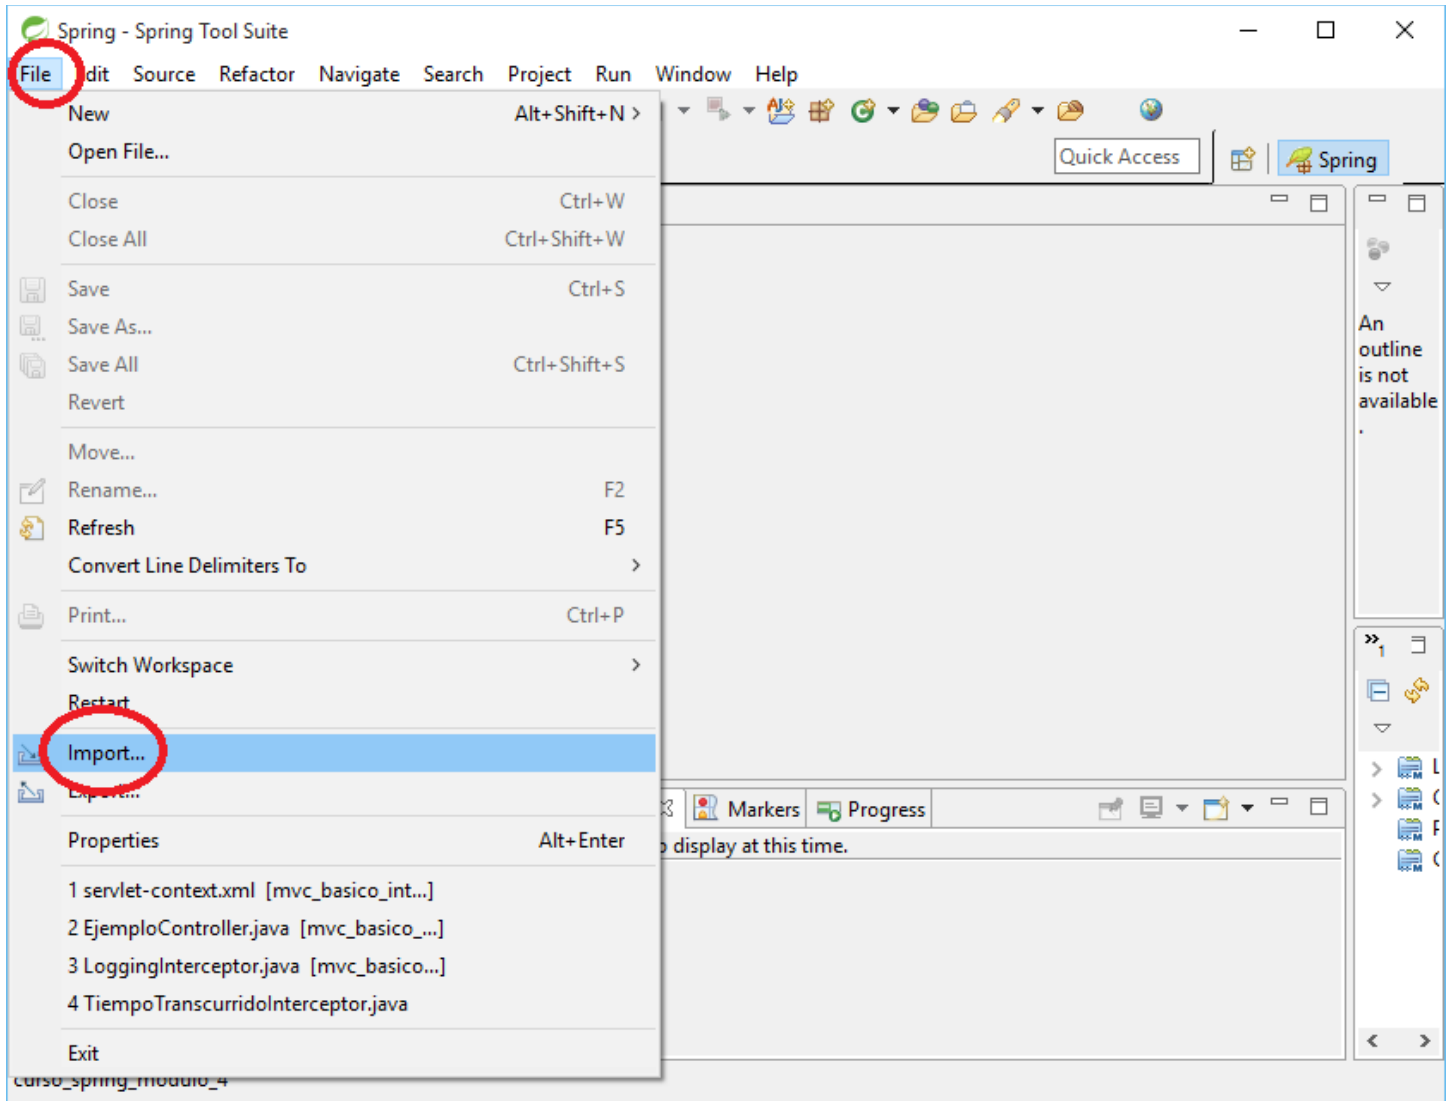 Spring - Spring Tool Suite
File Edit Source Refactor Navigate Search Project Run Window Help
New Alt+Shift+N >
Open File...
Quick Access Spring
Close Ctrl+W
Close All Ctrl+Shift+W
Save Ctrl+S
Save As...
Save All Ctrl+Shift+S
Revert
Move...
Rename... F2
Refresh F5
Convert Line Delimiters To >
Print... Ctrl+P
Switch Workspace >
Restart
Import...
Export...
Properties Alt+Enter
1 servlet-context.xml [mvc_basico_int...]
2 EjemploController.java [mvc_basico_...]
3 LoggingInterceptor.java [mvc_basico...]
4 TiempoTranscurridoInterceptor.java
Exit
curso_spring_modulo_4
An
outline
is not
available
.
»1
Markers Progress
display at this time.